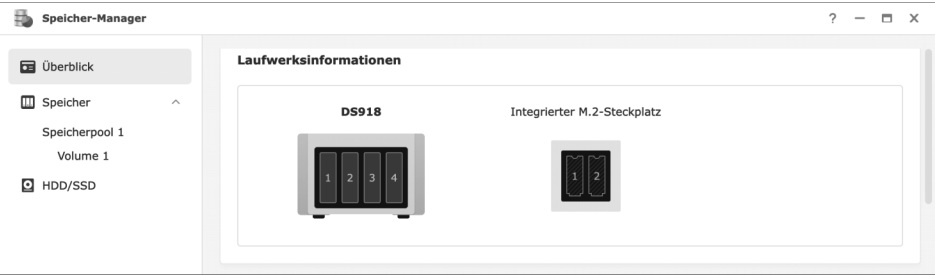 Speicher-Manager
?
Überblick
Speicher
Speicherpool 1
Volume 1
HDD/SSD
Laufwerksinformationen
DS918
1 2 3 4
Integrierter M.2-Steckplatz
1 2